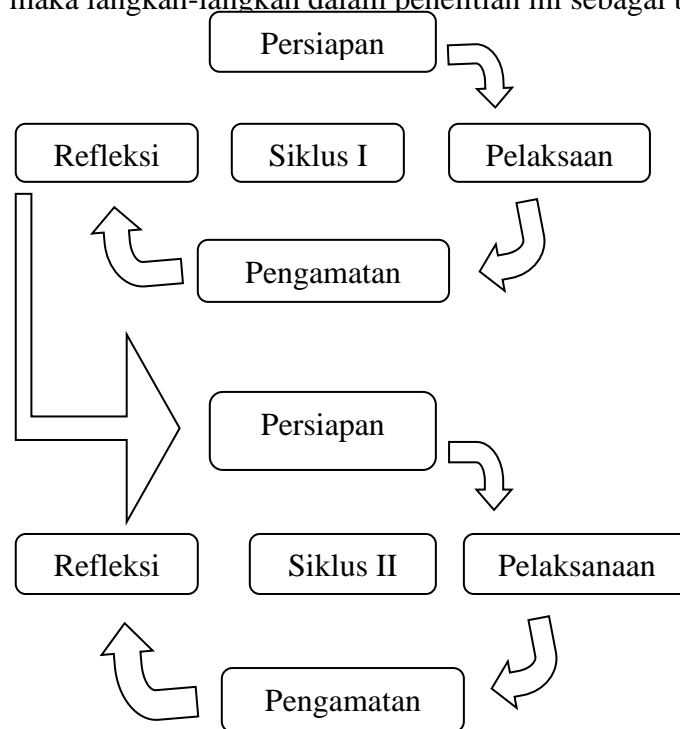 maka langkah-langkah dalam penelitian ini sebagai
Persiapan
Refleksi Siklus I Pelaksaan
Pengamatan
Persiapan
Refleksi Siklus II Pelaksanaan
Pengamatan